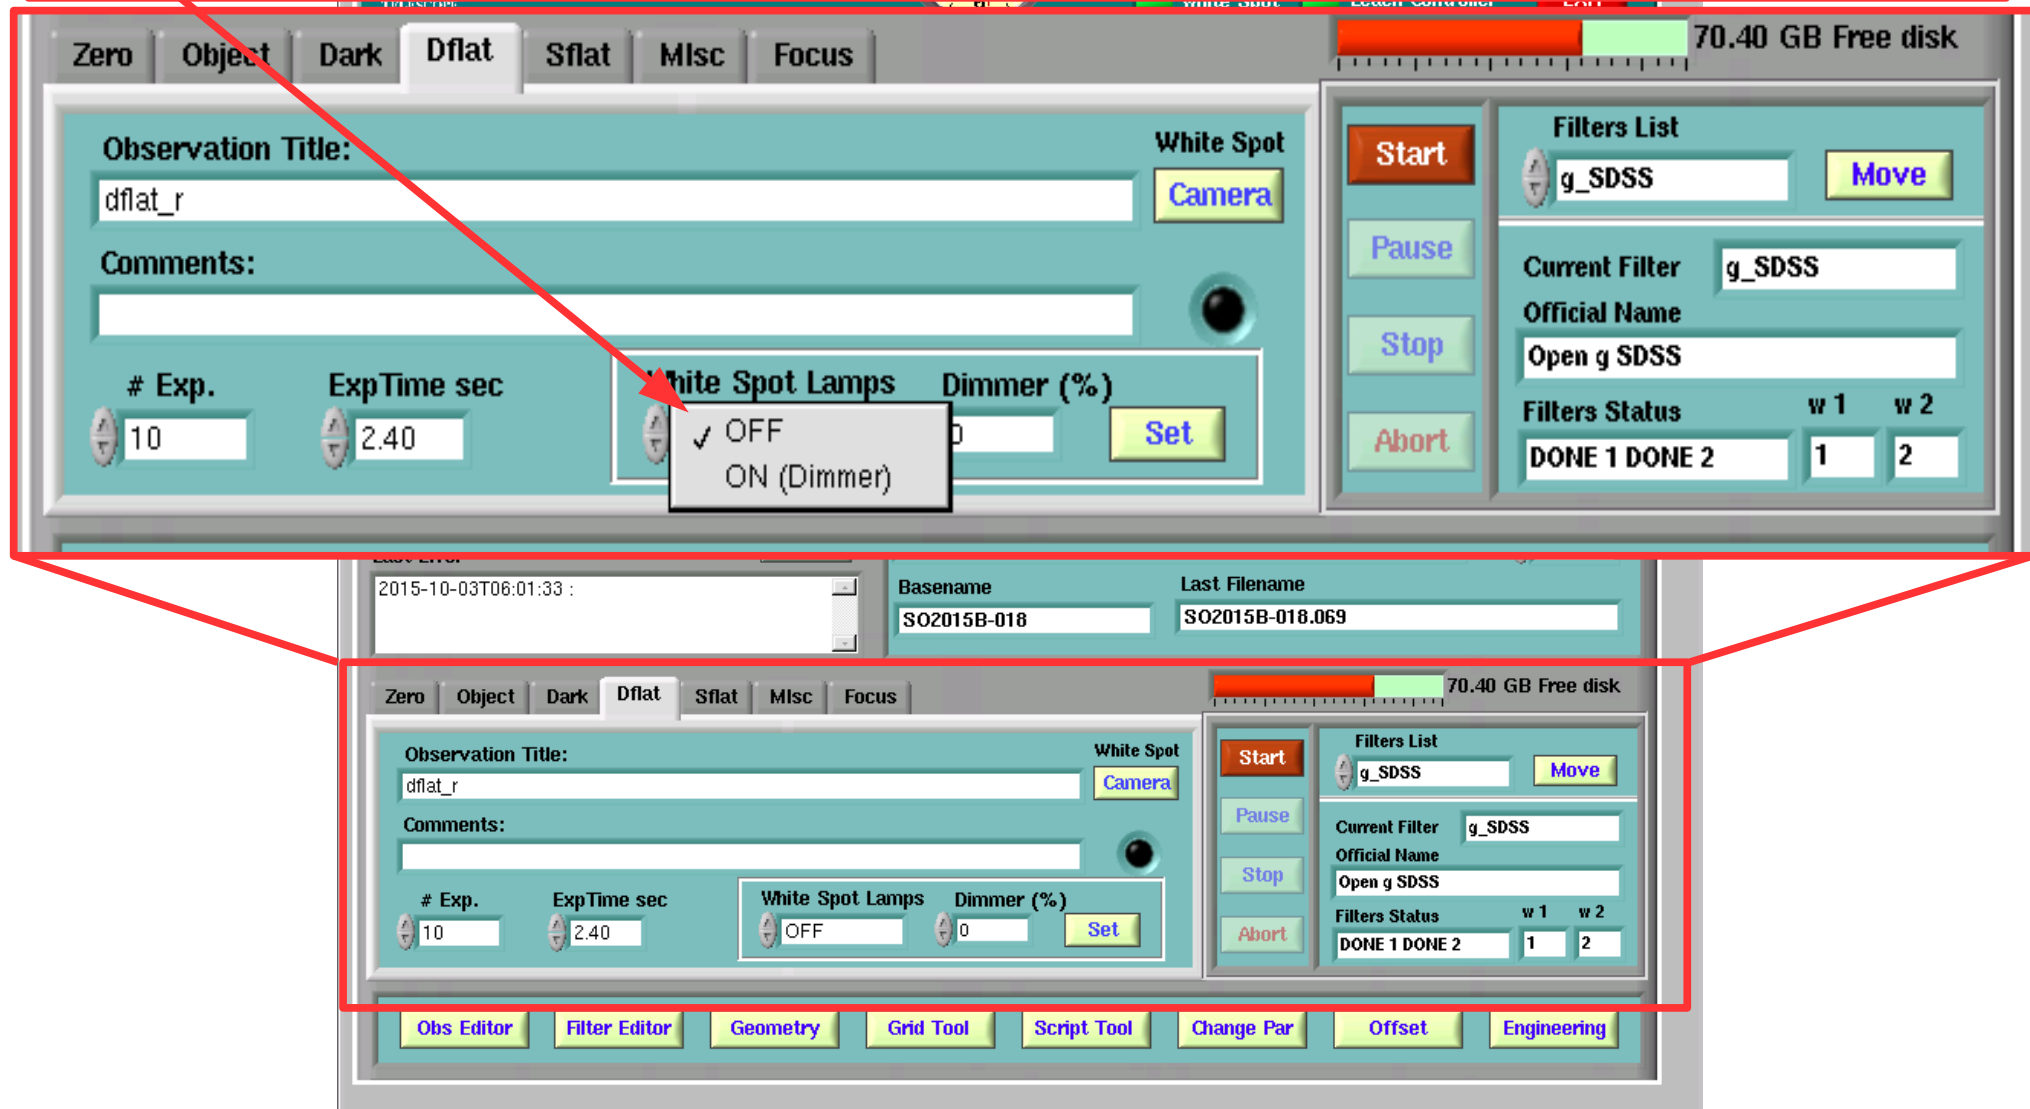 White Spot
Leach Controller
Zero Object Dark Dflat Sflat MIsc Focus
70.40 GB Free disk
Observation Title:
White Spot
dflat_r
Camera
Comments:
# Exp. ExpTime sec White Spot Lamps Dimmer (%)
10 2.40
✓ OFF
ON (Dimmer)
0
Set
Start
Pause
Stop
Abort
Filters List
g_SDSS Move
Current Filter g_SDSS
Official Name
Open g SDSS
Filters Status w 1 w 2
DONE 1 DONE 2 1 2
Last Error
2015-10-03T06:01:33 :
Basename Last Filename
SO2015B-018 SO2015B-018.069
Zero Object Dark Dflat Sflat MIsc Focus
70.40 GB Free disk
Observation Title:
White Spot
dflat_r
Camera
Comments:
# Exp. ExpTime sec White Spot Lamps Dimmer (%)
10 2.40 OFF 0 Set
Start
Pause
Stop
Abort
Filters List
g_SDSS Move
Current Filter g_SDSS
Official Name
Open g SDSS
Filters Status w 1 w 2
DONE 1 DONE 2 1 2
Obs Editor Filter Editor Geometry Grid Tool Script Tool Change Par Offset Engineering